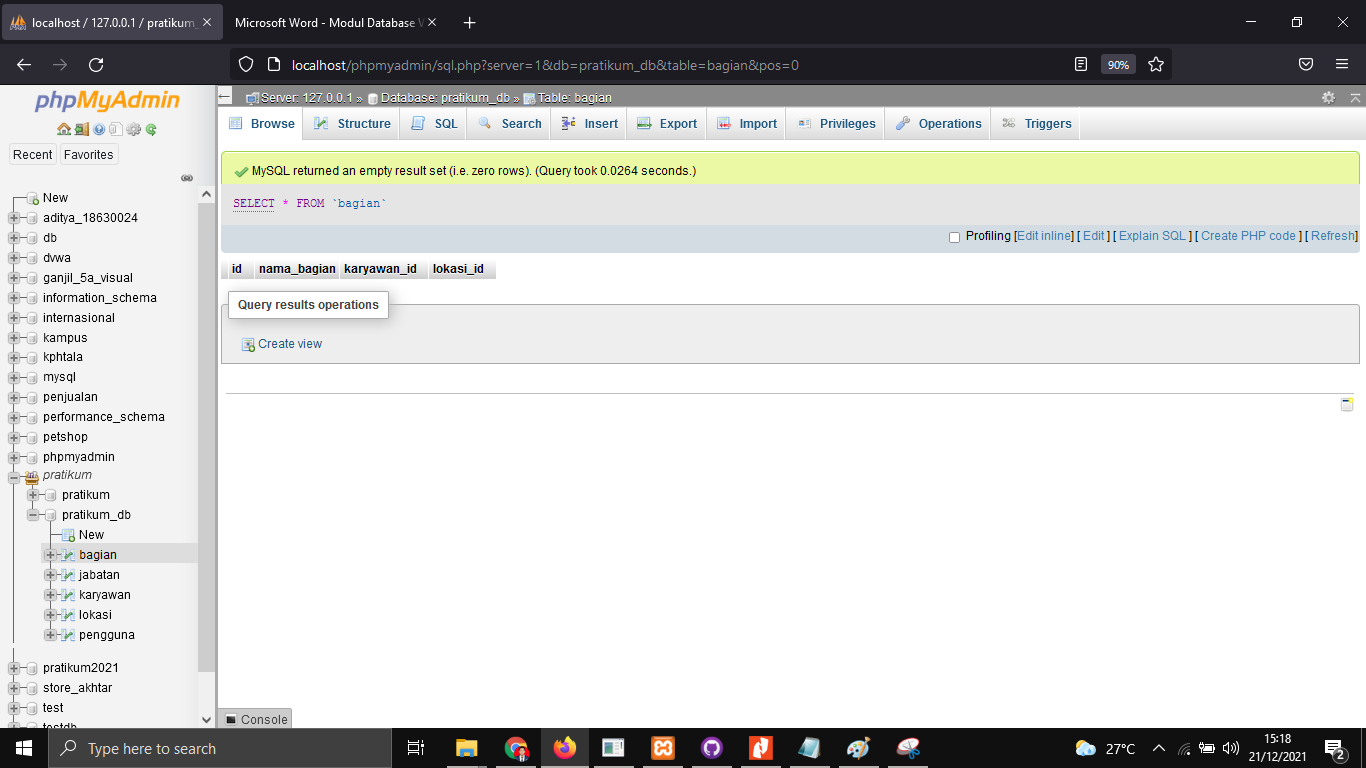 localhost / 127.0.0.1 / pratikum_
Microsoft Word - Modul Database V
localhost/phpmyadmin/sql.php?server=1&db=pratikum_db&table=bagian&pos=0
90%
phpMyAdmin
Recent
Favorites
New
aditya_18630024
db
dvwa
ganjil_5a_visual
information_schema
internasional
kampus
kphtala
mysql
penjualan
performance_schema
petshop
phpmyadmin
pratikum
pratikum
pratikum_db
New
bagian
jabatan
karyawan
lokasi
pengguna
pratikum2021
store_akhtar
test
testdb
Server: 127.0.0.1 » Database: pratikum_db » Table: bagian
Browse Structure SQL Search Insert Export Import Privileges Operations Triggers
MySQL returned an empty result set (i.e. zero rows). (Query took 0.0264 seconds.)
SELECT * FROM `bagian`
Profiling [Edit inline] [ Edit ] [ Explain SQL ] [ Create PHP code ] [ Refresh]
id nama_bagian karyawan_id lokasi_id
Query results operations
Create view
Console
Type here to search
27°C
15:18
21/12/2021
2